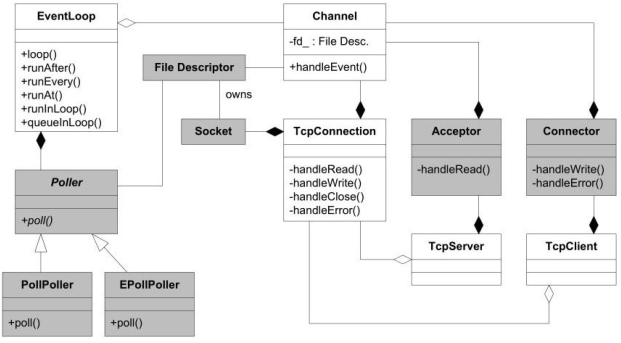 EventLoop
+loop()
+runAfter()
+runEvery()
+runAt()
+runInLoop()
+queueInLoop()
Channel
-fd_ : File Desc.
+handleEvent()
File Descriptor
owns
Socket
TcpConnection
-handleRead()
-handleWrite()
-handleClose()
-handleError()
Acceptor
-handleRead()
Connector
-handleWrite()
-handleError()
Poller
+poll()
TcpServer
TcpClient
PollPoller
+poll()
EPollPoller
+poll()